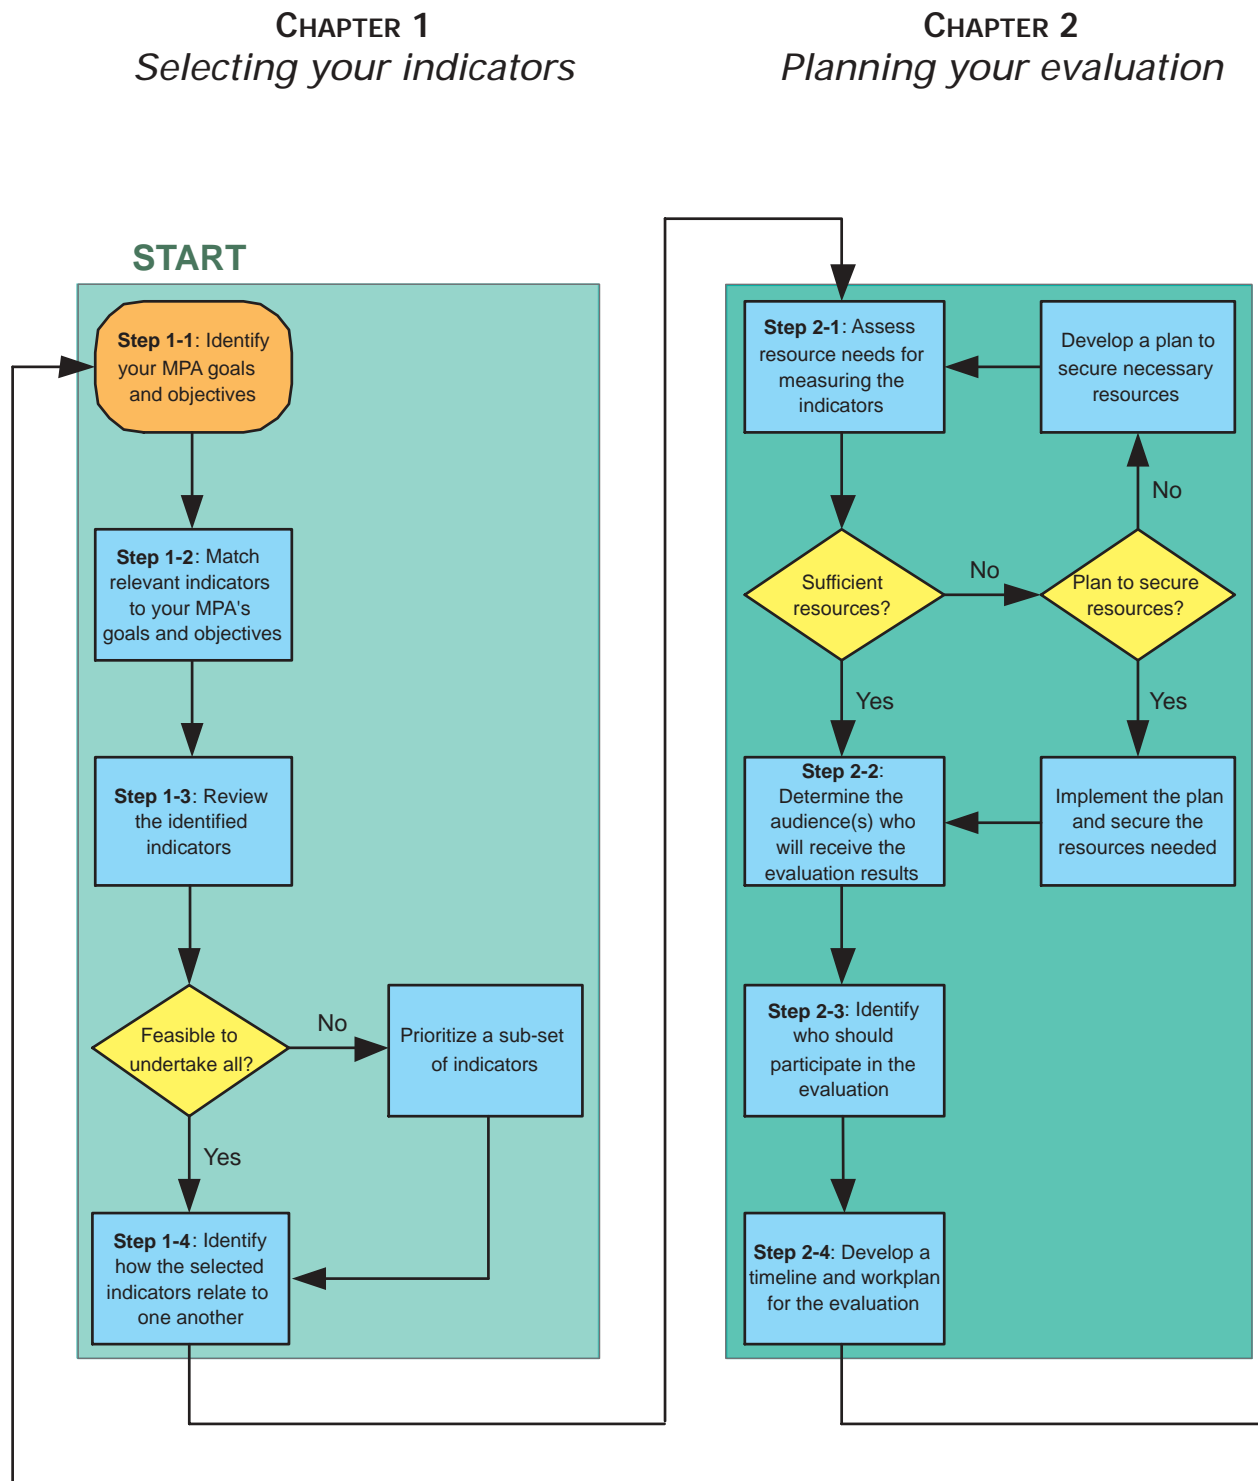 CHAPTER 1
Selecting your indicators
START
Step 1-1: Identify
your MPA goals
and objectives
Step 1-2: Match
relevant indicators
to your MPA's
goals and objectives
Step 1-3: Review
the identified
indicators
Feasible to
undertake all?
No
Prioritize a sub-set
of indicators
Yes
Step 1-4: Identify
how the selected
indicators relate to
one another
CHAPTER 2
Planning your evaluation
Step 2-1: Assess
resource needs for
measuring the
indicators
Develop a plan to
secure necessary
resources
No
Sufficient
resources?
No
Plan to secure
resources?
Yes
Yes
Step 2-2:
Determine the
audience(s) who
will receive the
evaluation results
Implement the plan
and secure the
resources needed
Step 2-3: Identify
who should
participate in the
evaluation
Step 2-4: Develop a
timeline and workplan
for the evaluation